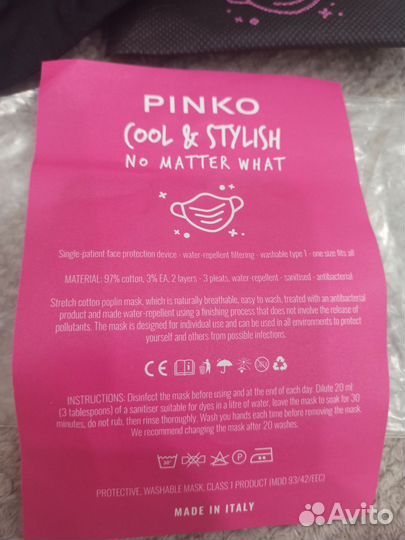 PINKO
COOL & STYLISH
NO MATTER WHAT
Single-patient face protection device - water-repellent filtering - washable type 1 - one size fits all
MATERIAL: 97% cotton, 3% EA, 2 layers - 3 pleats, water-repellent - sanitised - antibacterial
Stretch cotton poplin mask, which is naturally breathable, easy to wash, treated with an antibacterial
product and made water-repellent using a finishing process that does not involve the release of
pollutants. The mask is designed for individual use and can be used in all environments to protect
yourself and others from possible infections.
CE
INSTRUCTIONS: Disinfect the mask before using and at the end of each day. Dilute 20 ml
(3 tablespoons) of a sanitiser suitable for dyes in a litre of water, leave the mask to soak for 30
minutes, do not rub, then rinse thoroughly. Wash you hands each time before removing the mask.
We recommend changing the mask after 20 washes.
30° P
PROTECTIVE, WASHABLE MASK, CLASS 1 PRODUCT (MDD 93/42/EEC)
MADE IN ITALY
Avito